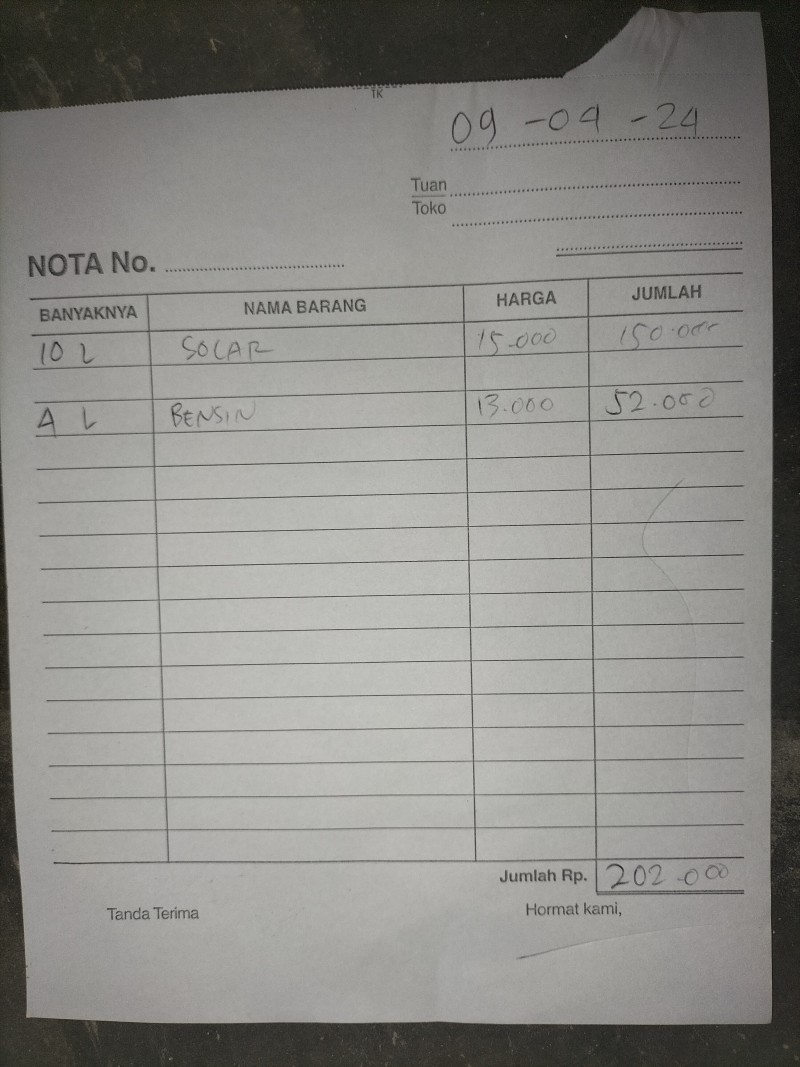 09 - 04 - 24
Tuan
Toko
NOTA No.
BANYAKNYA NAMA BARANG HARGA JUMLAH
10 L SOLAR 15.000 150.000
4 L BENSIN 13.000 52.000
Jumlah Rp. 202.000
Tanda Terima Hormat kami,